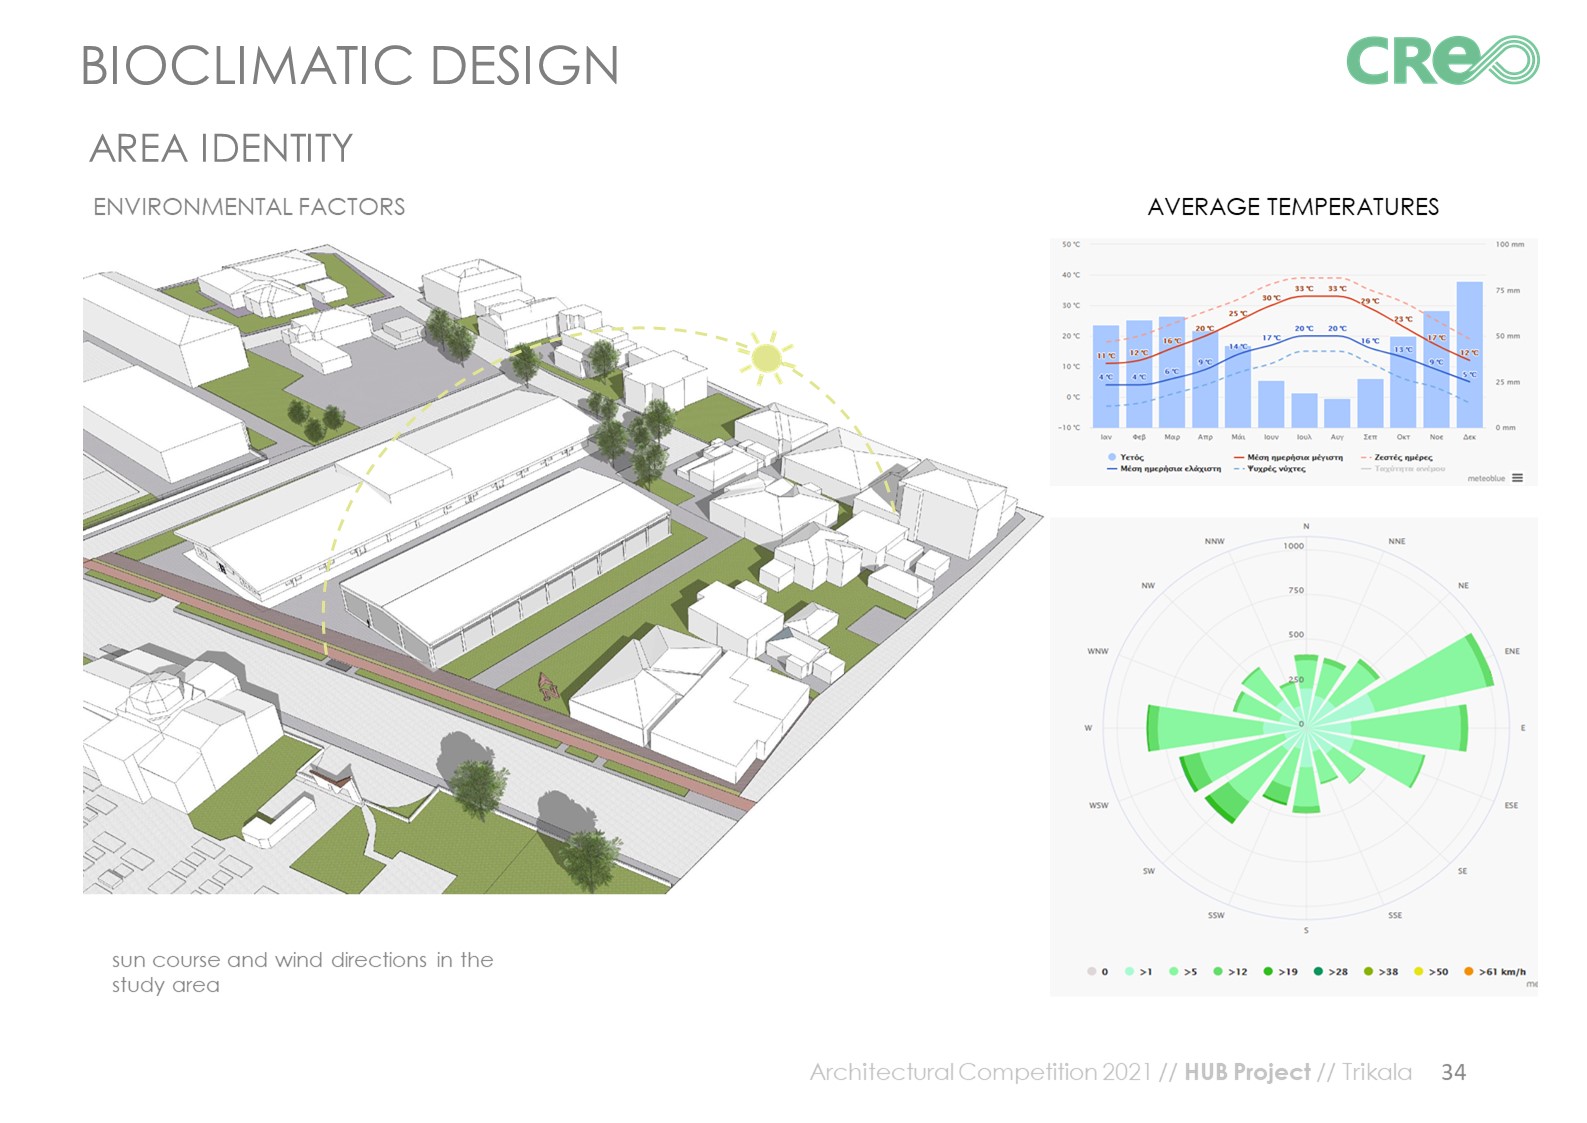 BIOCLIMATIC DESIGN
CRe
AREA IDENTITY
ENVIRONMENTAL FACTORS
AVERAGE TEMPERATURES
50 °C
40 °C
30 °C
20 °C
10 °C
0 °C
-10 °C
100 mm
75 mm
50 mm
25 mm
0 mm
11 °C 12 °C 16 °C 20 °C 25 °C 30 °C 33 °C 33 °C 29 °C 23 °C 17 °C 12 °C
4 °C 4 °C 6 °C 9 °C 14 °C 17 °C 20 °C 20 °C 16 °C 13 °C 9 °C 5 °C
Ιαν Φεβ Μαρ Απρ Μάι Ιουν Ιουλ Αυγ Σεπ Οκτ Νοε Δεκ
Υετός Μέση ημερήσια μέγιστη Ζεστές ημέρες
Μέση ημερήσια ελάχιστη Ψυχρές νύχτες Ταχύτητα ανέμου
meteoblue
N
NNW NNE
1000
NW NE
750
500
WNW ENE
250
W 0 E
WSW ESE
SW SE
SSW SSE
S
0 >1 >5 >12 >19 >28 >38 >50 >61 km/h
me
sun course and wind directions in the
study area
Architectural Competition 2021 // HUB Project // Trikala 34